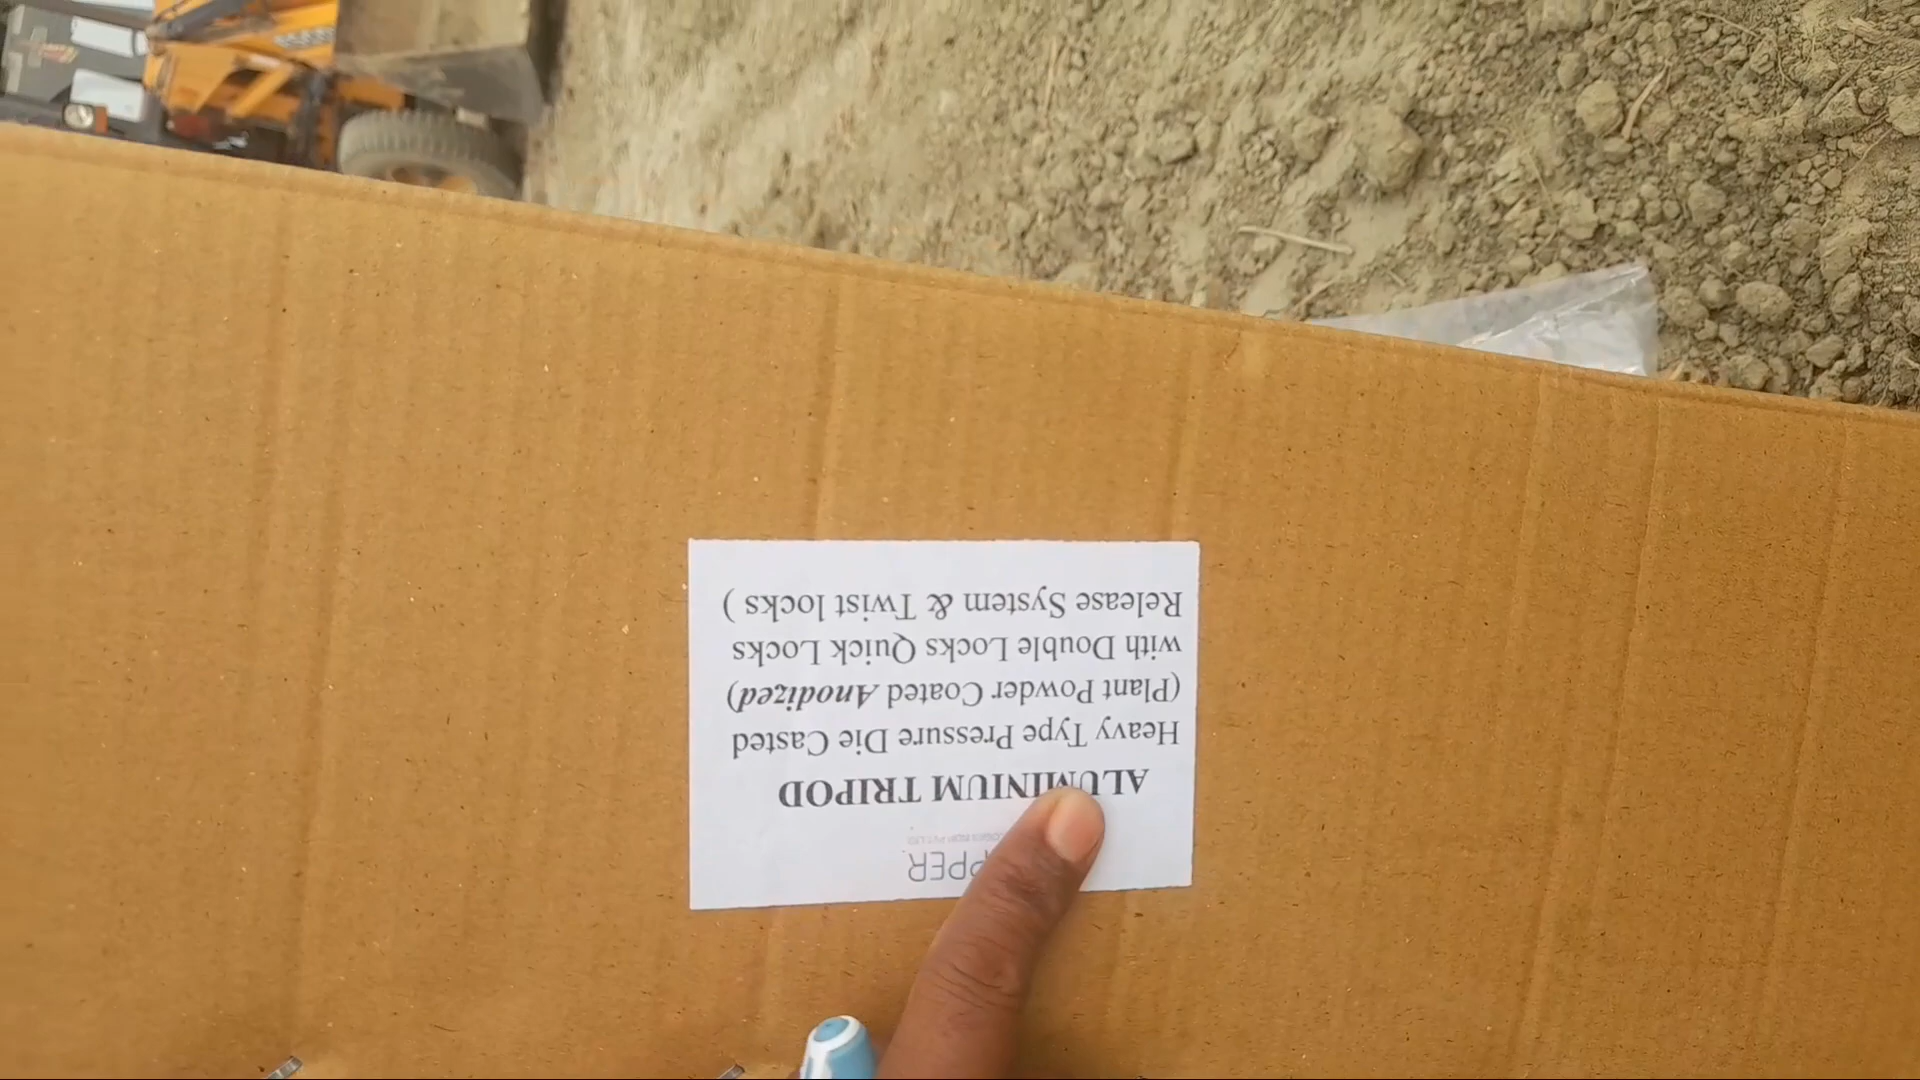 PPER
ALUMINIUM TRIPOD
Heavy Type Pressure Die Casted
(Plant Powder Coated Anodized)
with Double Locks Quick Locks
Release System & Twist locks )